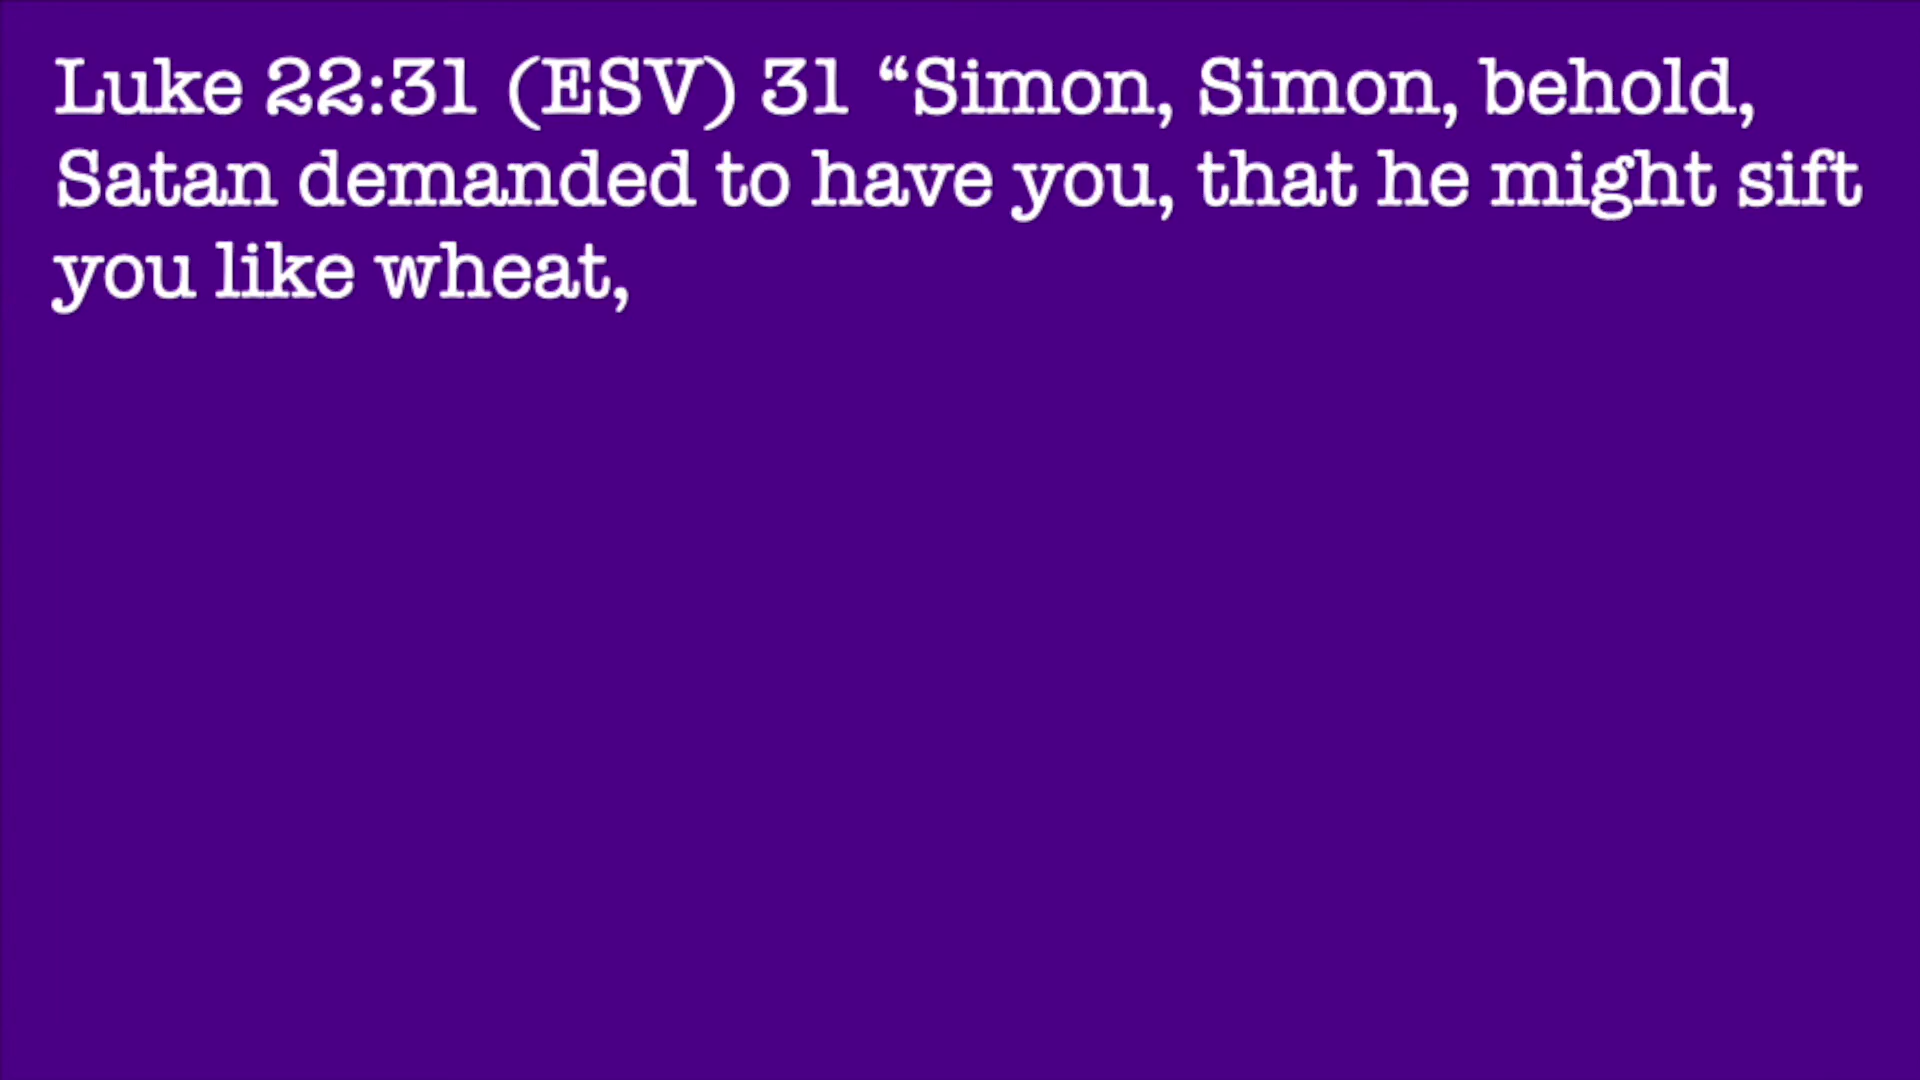 Luke 22:31 (ESV) 31 “Simon, Simon, behold,
Satan demanded to have you, that he might sift
you like wheat,